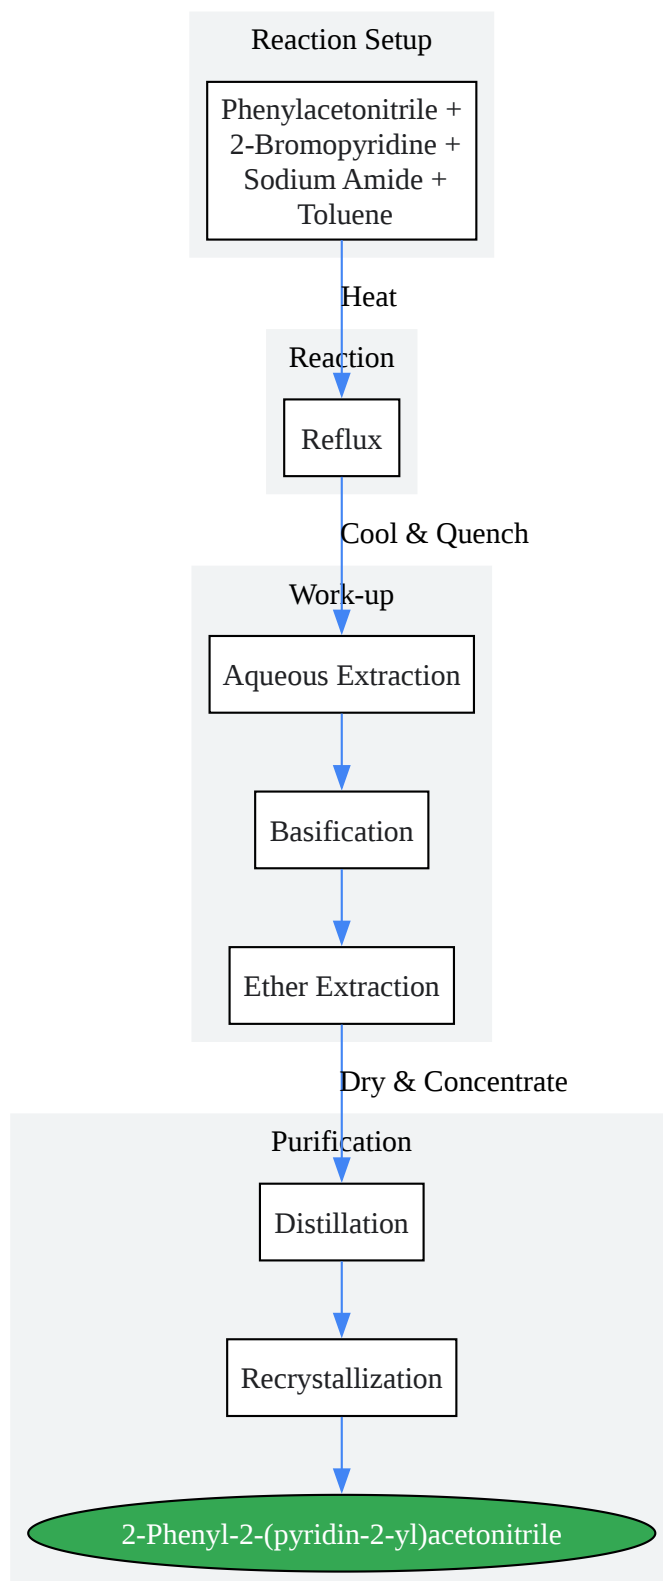 Reaction Setup
Phenylacetonitrile +
2-Bromopyridine +
Sodium Amide +
Toluene
Heat
Reaction
Reflux
Cool & Quench
Work-up
Aqueous Extraction
Basification
Ether Extraction
Dry & Concentrate
Purification
Distillation
Recrystallization
2-Phenyl-2-(pyridin-2-yl)acetonitrile